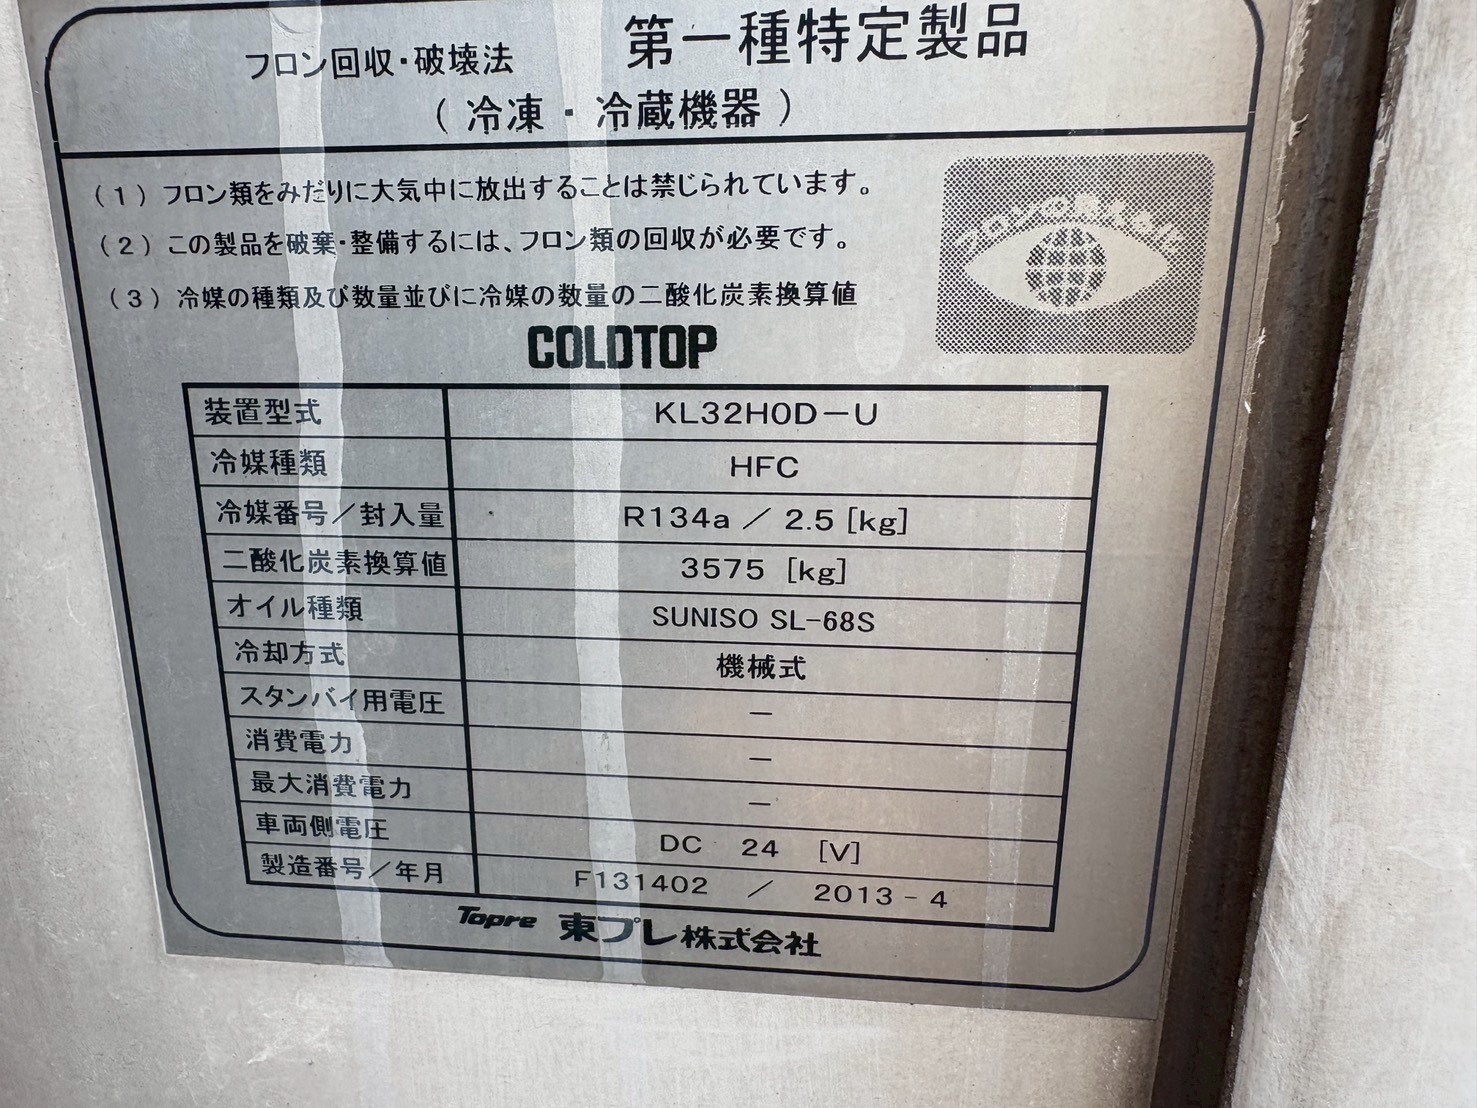 フロン回収・破壊法 第一種特定製品
(冷凍・冷蔵機器)
(1)フロン類をみだりに大気中に放出することは禁じられています。
(2)この製品を破棄・整備するには、フロン類の回収が必要です。
(3)冷媒の種類及び数量並びに冷媒の数量の二酸化炭素換算値
フロンの見える化
COLDTOP
装置型式 KL32H0D-U
冷媒種類 HFC
冷媒番号/封入量 R134a / 2.5 [kg]
二酸化炭素換算値 3575 [kg]
オイル種類 SUNISO SL-68S
冷却方式 機械式
スタンバイ用電圧 -
消費電力 -
最大消費電力 -
車両側電圧 DC 24 [V]
製造番号/年月 F131402 / 2013-4
Topre 東プレ株式会社